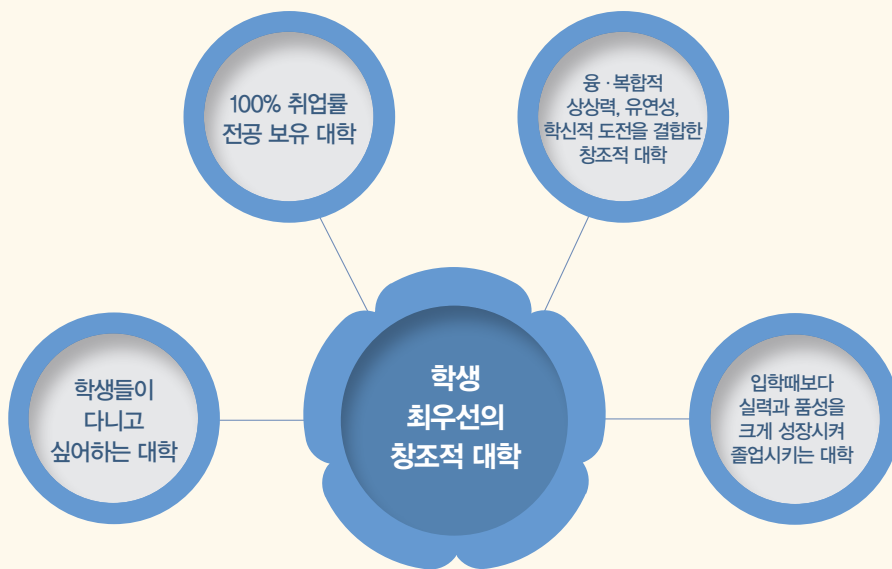 100% 취업률
전공 보유 대학
융·복합적
상상력, 유연성,
학신적 도전을 결합한
창조적 대학
학생들이
다니고
싶어하는 대학
학생
최우선의
창조적 대학
입학때보다
실력과 품성을
크게 성장시켜
졸업시키는 대학